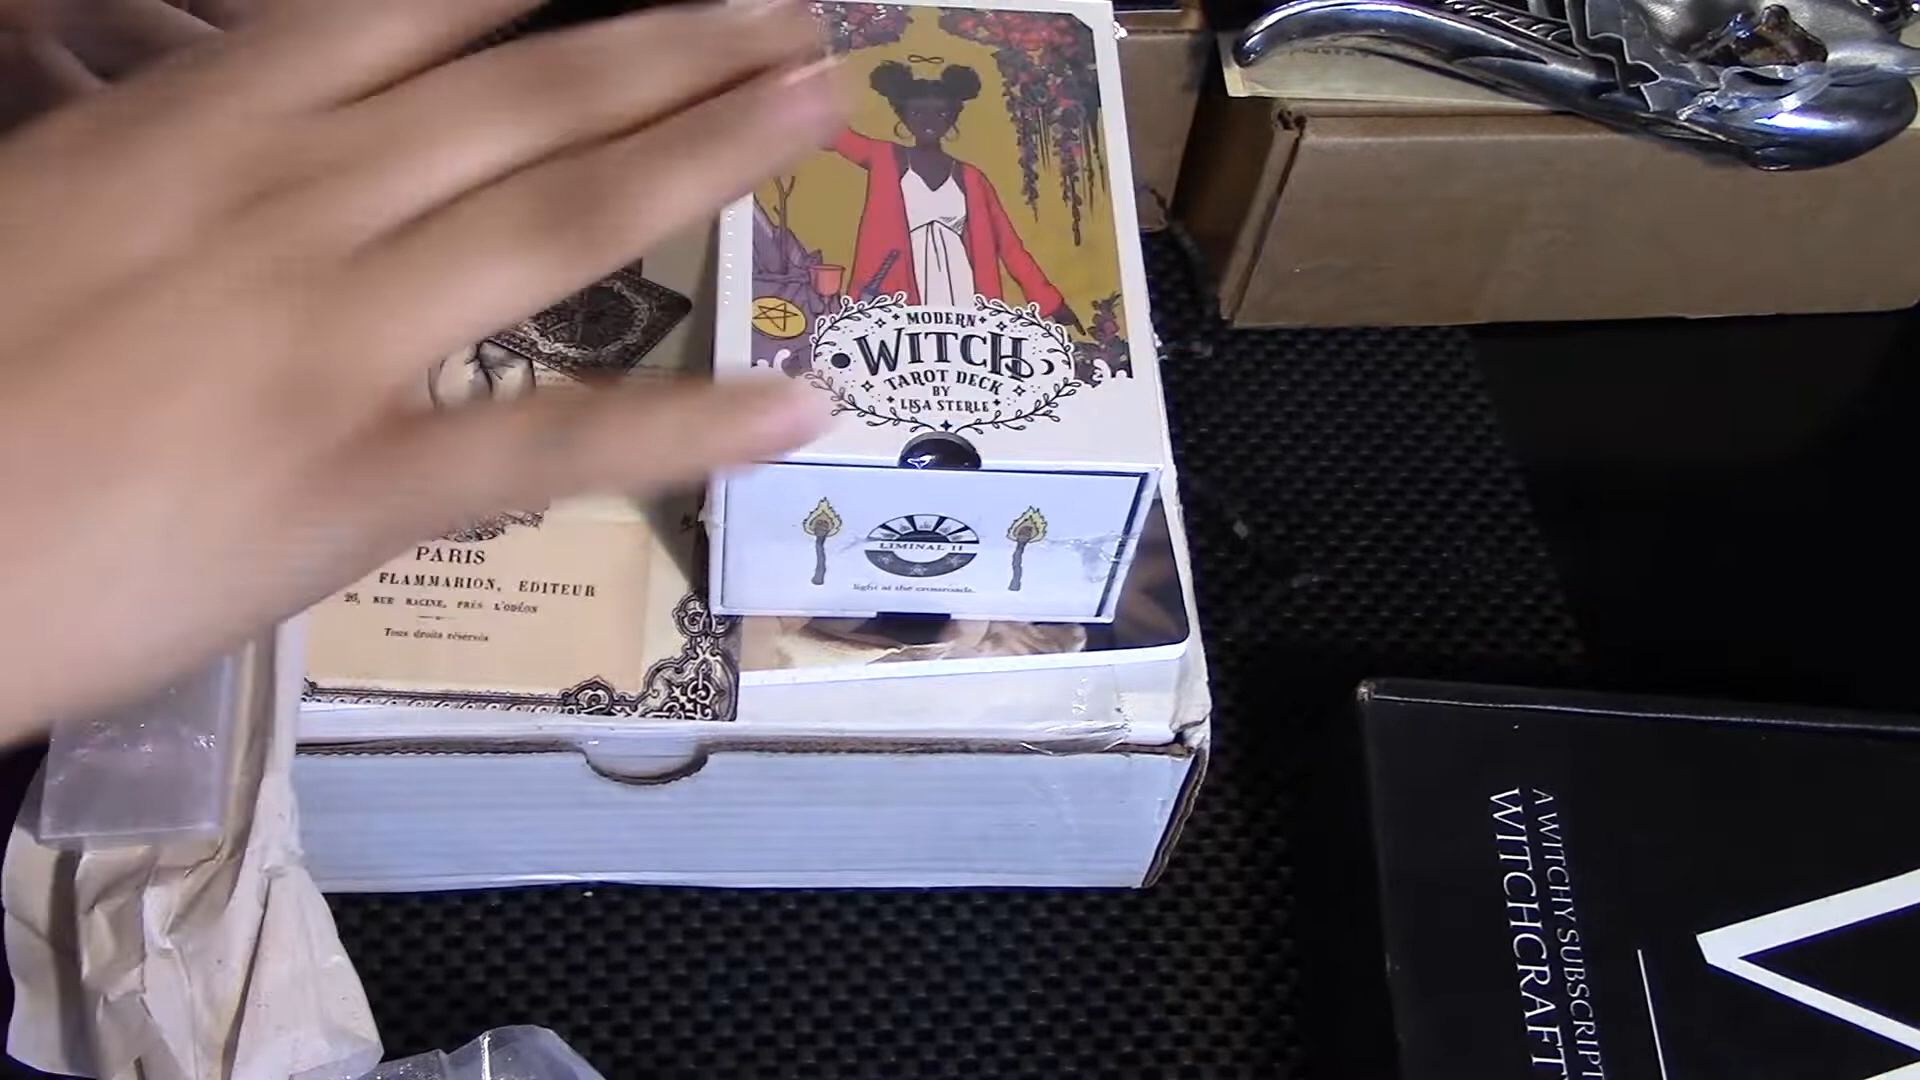 MODERN
WITCH
TAROT DECK
BY
LISA STERLE
LIMINAL 11
light at the crossroads.
PARIS
FLAMMARION, EDITEUR
26, RUE RACINE, PRÈS L'ODÉON
Tous droits réservés
A WITCHY SUBSCRIPT
WITCHCRAFT